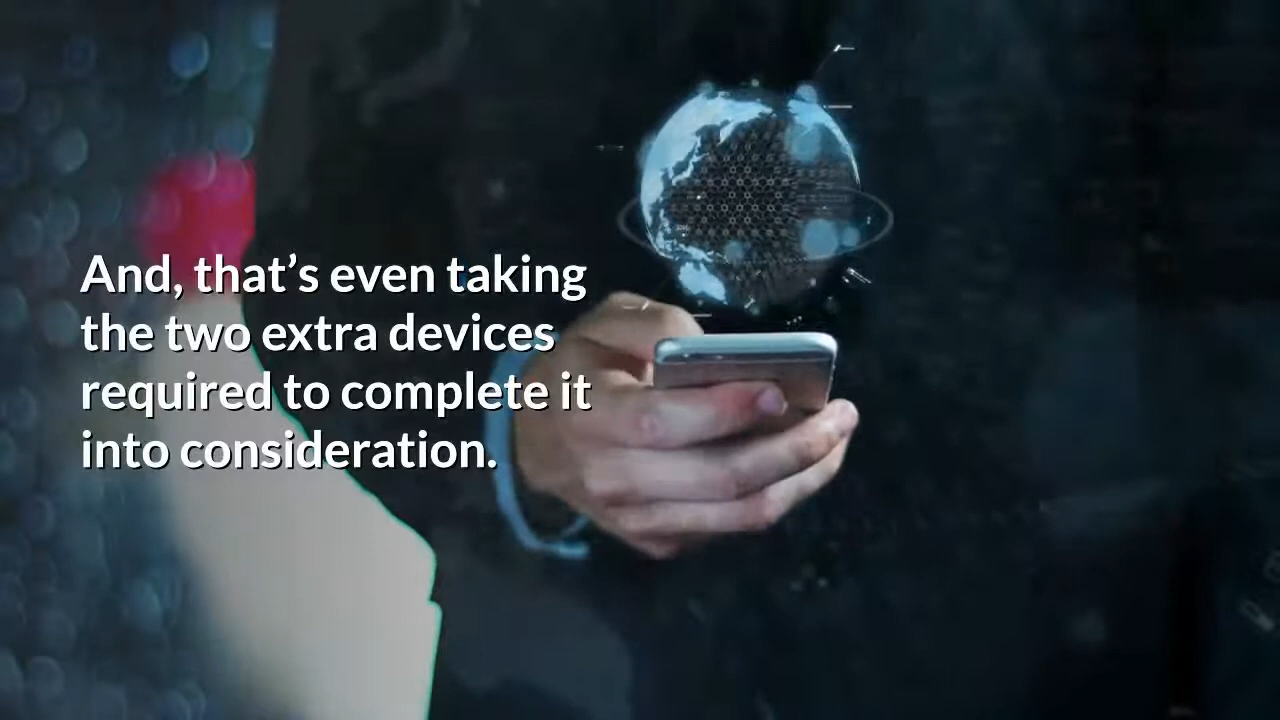 And, that’s even taking
the two extra devices
required to complete it
into consideration.